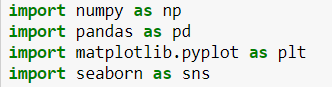 import numpy as np
import pandas as pd
import matplotlib.pyplot as plt
import seaborn as sns